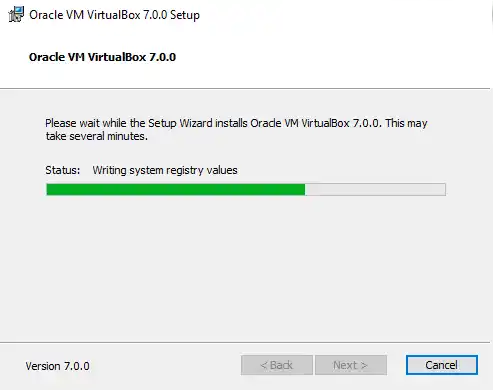 Oracle VM VirtualBox 7.0.0 Setup
Oracle VM VirtualBox 7.0.0
Please wait while the Setup Wizard installs Oracle VM VirtualBox 7.0.0. This may
take several minutes.
Status: Writing system registry values
Version 7.0.0
< Back
Next >
Cancel